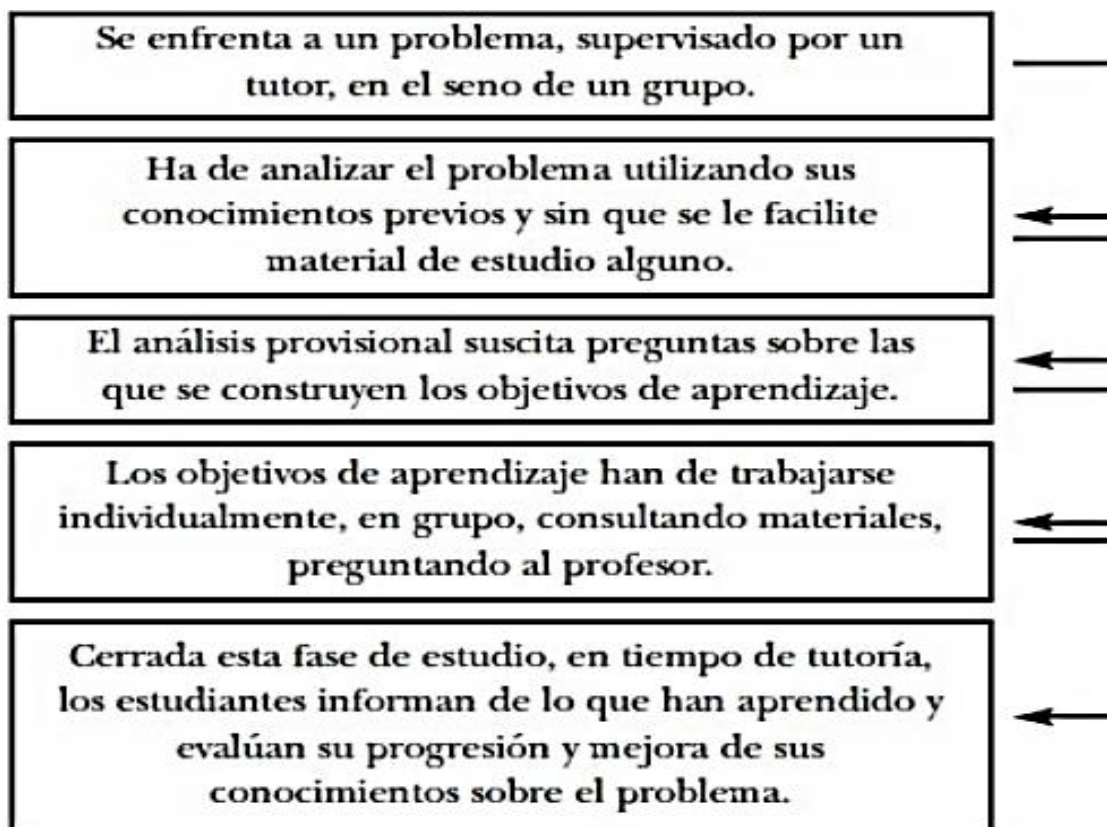 Se enfrenta a un problema, supervisado por un
tutor, en el seno de un grupo.
Ha de analizar el problema utilizando sus
conocimientos previos y sin que se le facilite
material de estudio alguno.
El análisis provisional suscita preguntas sobre las
que se construyen los objetivos de aprendizaje.
Los objetivos de aprendizaje han de trabajarse
individualmente, en grupo, consultando materiales,
preguntando al profesor.
Cerrada esta fase de estudio, en tiempo de tutoría,
los estudiantes informan de lo que han aprendido y
evalúan su progresión y mejora de sus
conocimientos sobre el problema.